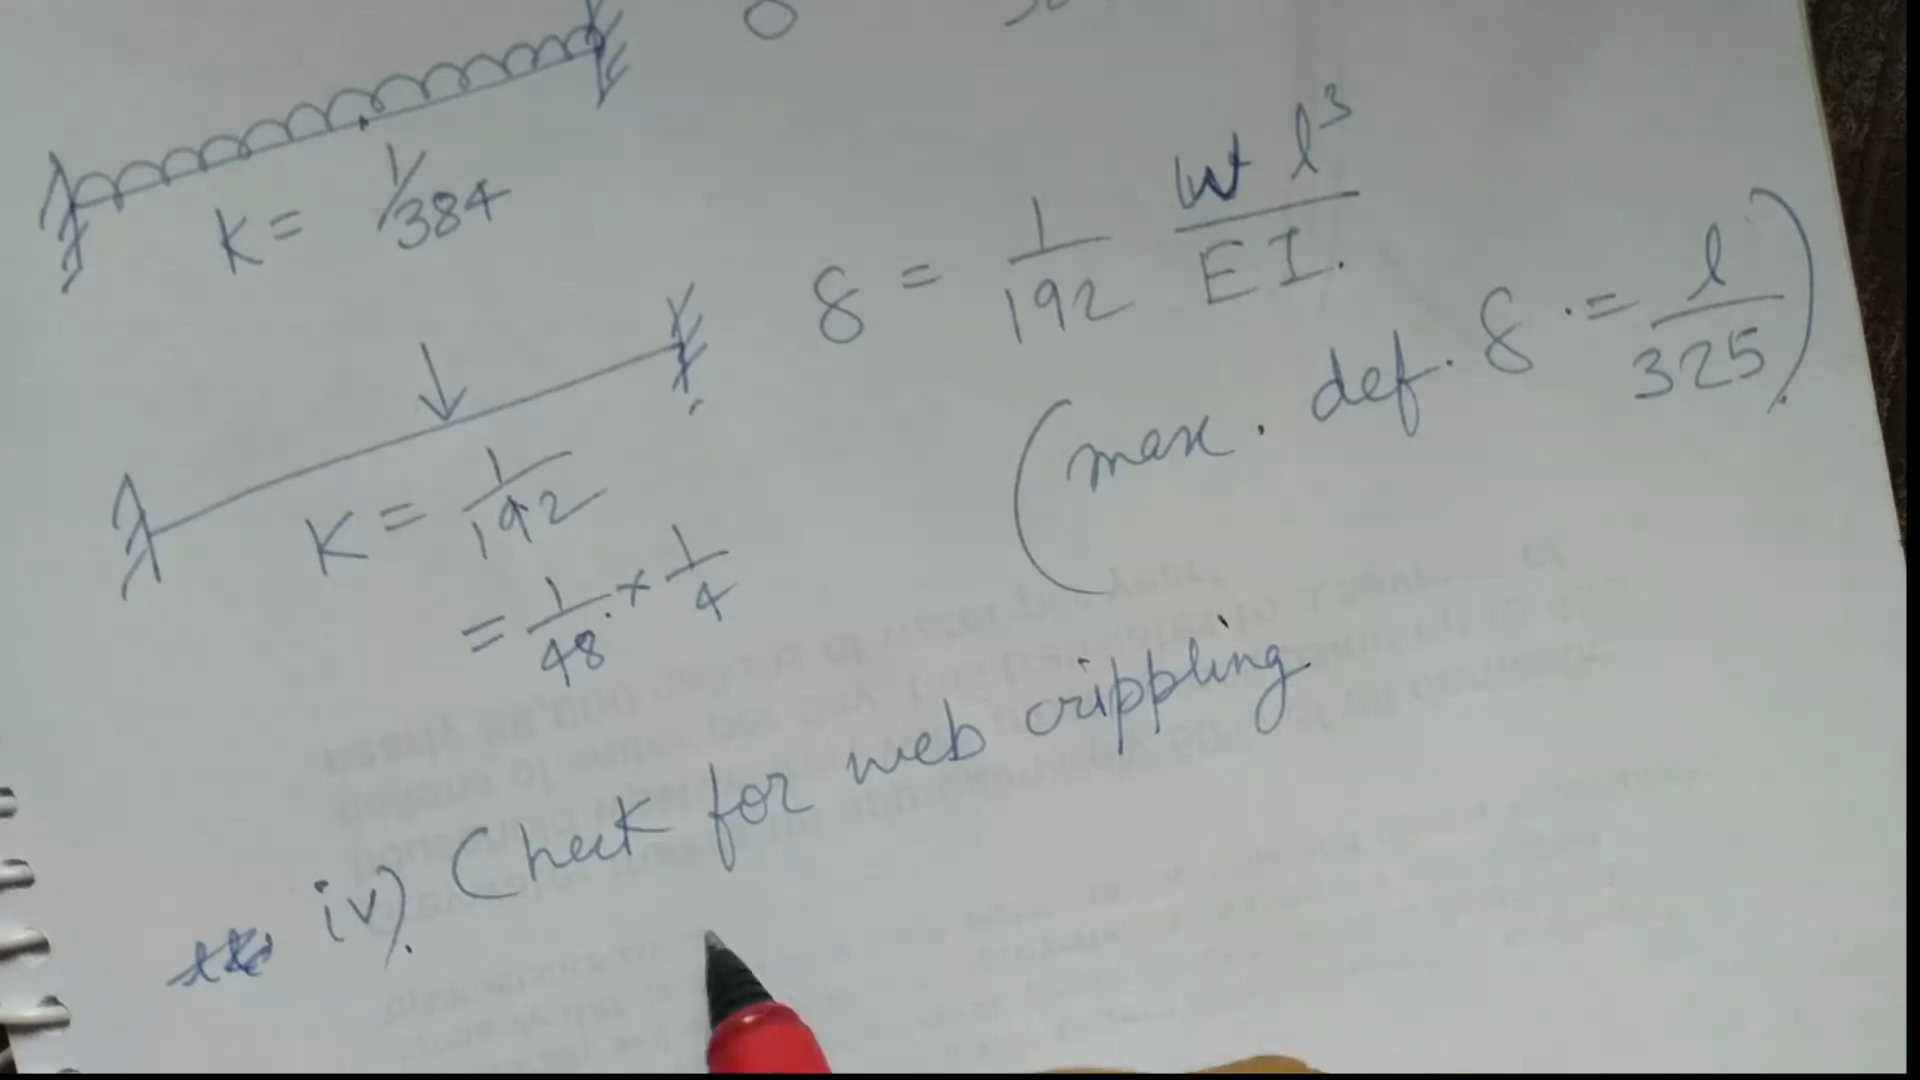 K = 1/384
δ = 1/192 Wl³/EI.
(max. def. δ = l/325)
K = 1/192
= 1/48 × 1/4
iv). Check for web crippling